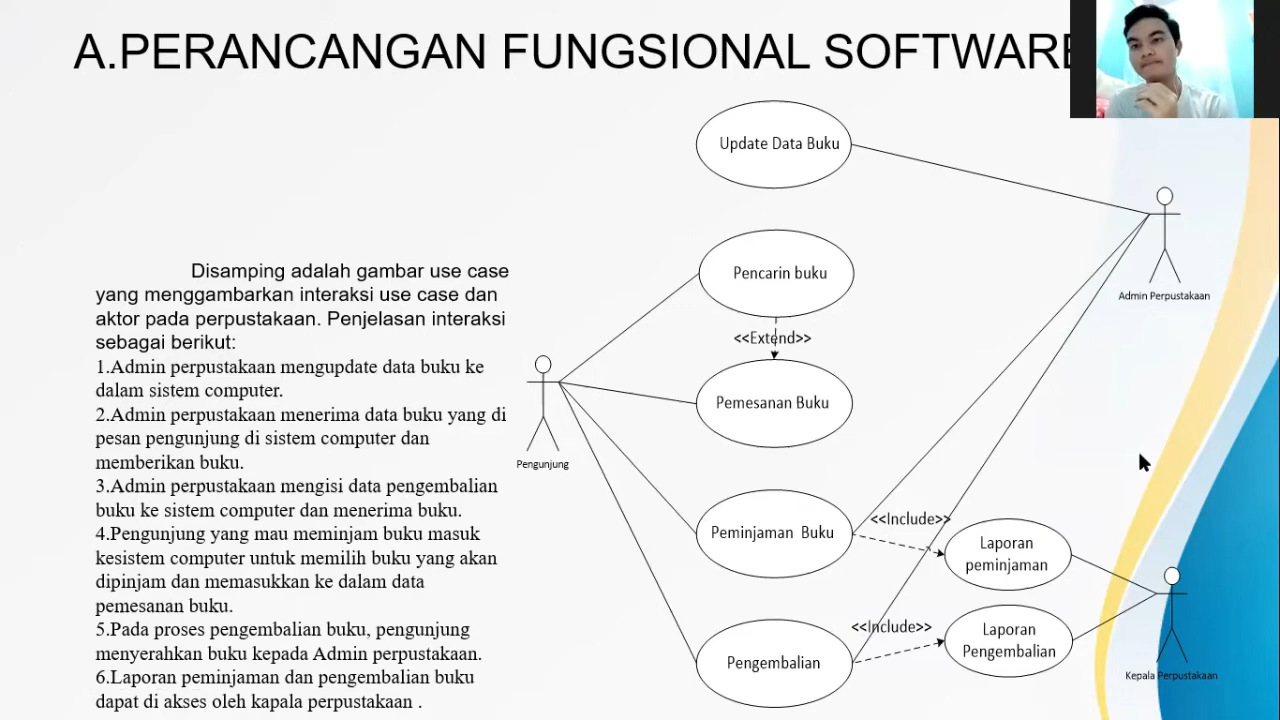 A.PERANCANGAN FUNGSIONAL SOFTWARE
Disamping adalah gambar use case
yang menggambarkan interaksi use case dan
aktor pada perpustakaan. Penjelasan interaksi
sebagai berikut:
1.Admin perpustakaan mengupdate data buku ke
dalam sistem computer.
2.Admin perpustakaan menerima data buku yang di
pesan pengunjung di sistem computer dan
memberikan buku.
3.Admin perpustakaan mengisi data pengembalian
buku ke sistem computer dan menerima buku.
4.Pengunjung yang mau meminjam buku masuk
kesistem computer untuk memilih buku yang akan
dipinjam dan memasukkan ke dalam data
pemesanan buku.
5.Pada proses pengembalian buku, pengunjung
menyerahkan buku kepada Admin perpustakaan.
6.Laporan peminjaman dan pengembalian buku
dapat di akses oleh kapala perpustakaan .
Pengunjung
Update Data Buku
Pencarin buku
<<Extend>>
Pemesanan Buku
Peminjaman Buku
Pengembalian
<<Include>>
Laporan
peminjaman
<<Include>>
Laporan
Pengembalian
Admin Perpustakaan
Kepala Perpustakaan